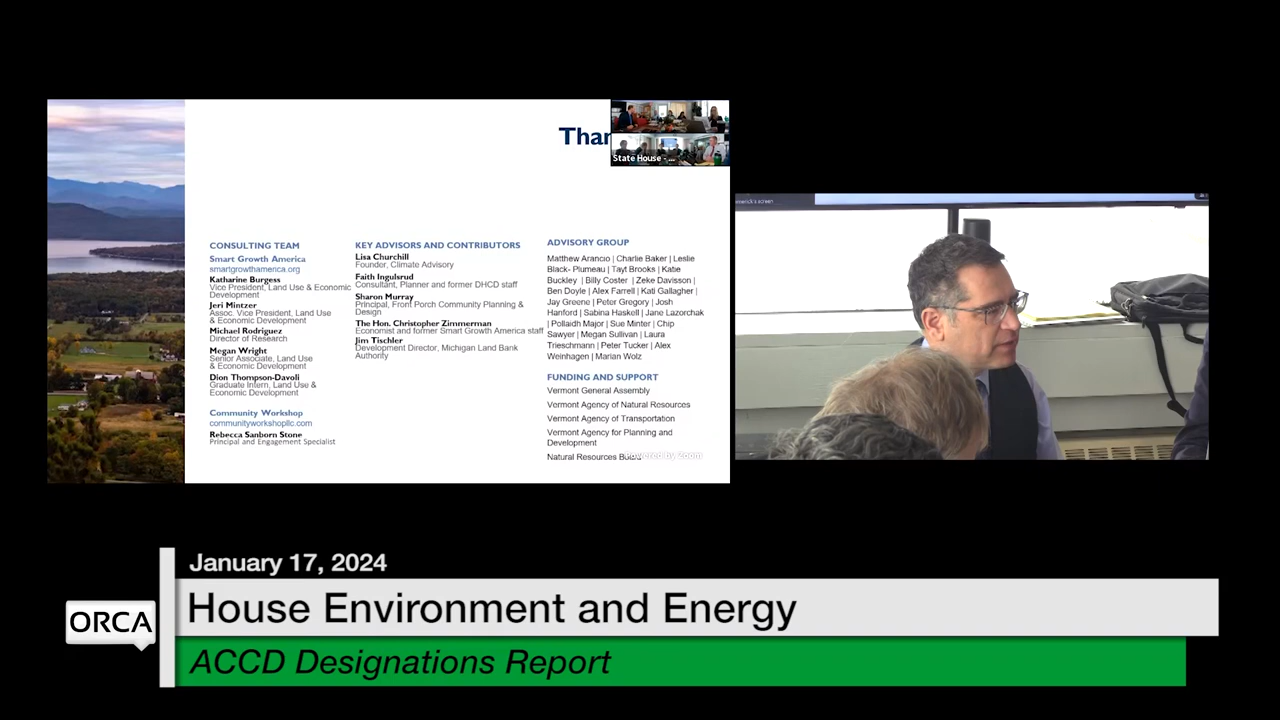 Than
State House - ...
CONSULTING TEAM
Smart Growth America
smartgrowthamerica.org
Katharine Burgess
Vice President, Land Use & Economic
Development
Jeri Mintzer
Assoc. Vice President, Land Use
& Economic Development
Michael Rodriguez
Director of Research
Megan Wright
Senior Associate, Land Use
& Economic Development
Dion Thompson-Davoli
Graduate Intern, Land Use &
Economic Development
Community Workshop
communityworkshopllc.com
Rebecca Sanborn Stone
Principal and Engagement Specialist
KEY ADVISORS AND CONTRIBUTORS
Lisa Churchill
Founder, Climate Advisory
Faith Ingulsrud
Consultant, Planner and former DHCD staff
Sharon Murray
Principal, Front Porch Community Planning &
Design
The Hon. Christopher Zimmerman
Economist and former Smart Growth America staff
Jim Tischler
Development Director, Michigan Land Bank
Authority
ADVISORY GROUP
Matthew Arancio | Charlie Baker | Leslie
Black- Plumeau | Tayt Brooks | Katie
Buckley | Billy Coster | Zeke Davisson |
Ben Doyle | Alex Farrell | Kati Gallagher |
Jay Greene | Peter Gregory | Josh
Hanford | Sabina Haskell | Jane Lazorchak
| Pollaidh Major | Sue Minter | Chip
Sawyer | Megan Sullivan | Laura
Trieschmann | Peter Tucker | Alex
Weinhagen | Marian Wolz
FUNDING AND SUPPORT
Vermont General Assembly
Vermont Agency of Natural Resources
Vermont Agency of Transportation
Vermont Agency for Planning and
Development
Natural Resources Board
Powered by Zoom
January 17, 2024
ORCA
House Environment and Energy
ACCD Designations Report